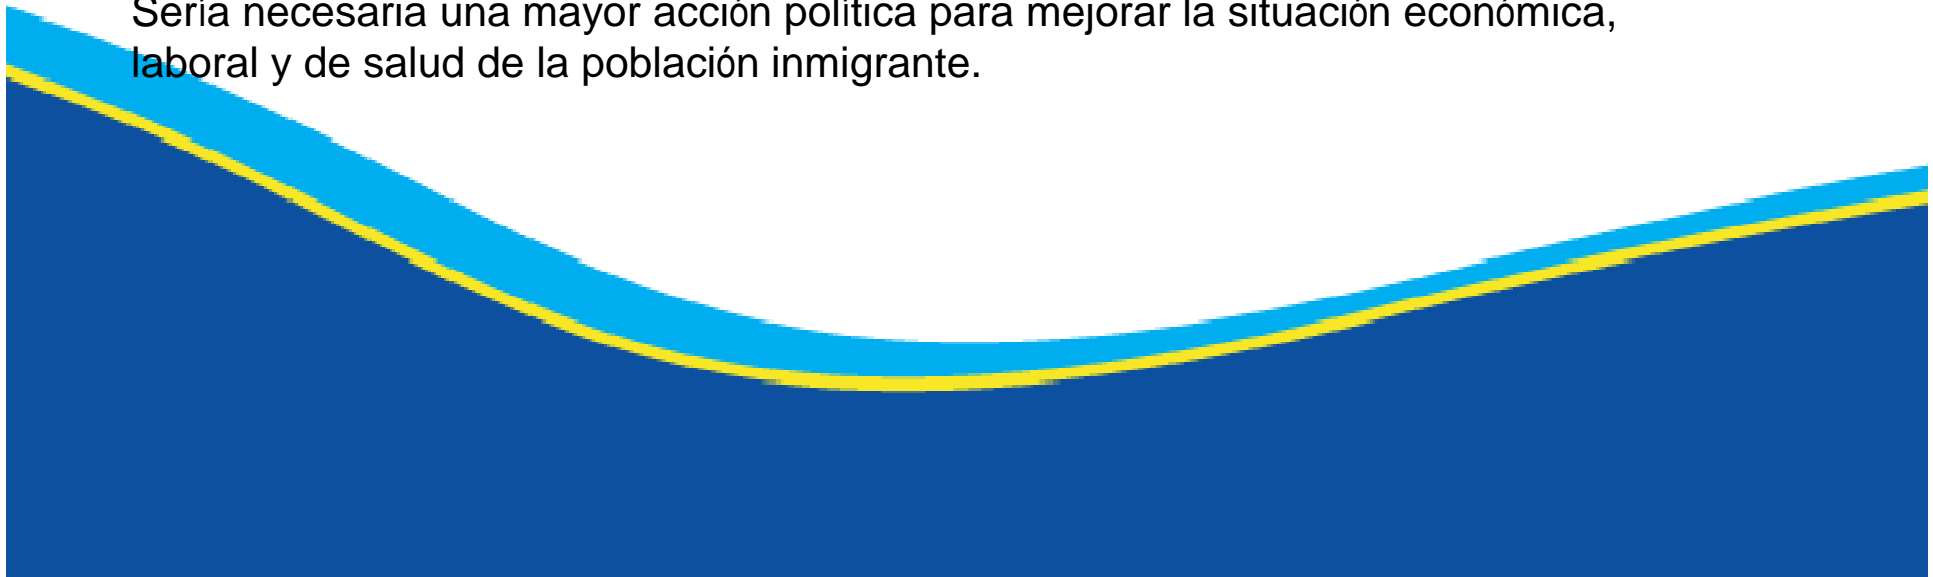 Sería necesaria una mayor acción política para mejorar la situación económica,
laboral y de salud de la población inmigrante.